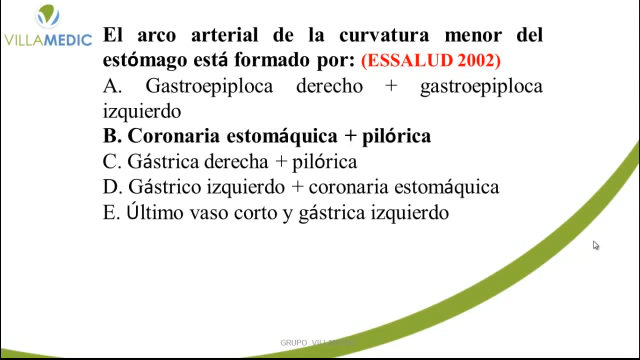 VILLAMEDIC
El arco arterial de la curvatura menor del
estómago está formado por: (ESSALUD 2002)
A. Gastroepiploca derecho + gastroepiploca
izquierdo
B. Coronaria estomáquica + pilórica
C. Gástrica derecha + pilórica
D. Gástrico izquierdo + coronaria estomáquica
E. Último vaso corto y gástrica izquierdo
GRUPO